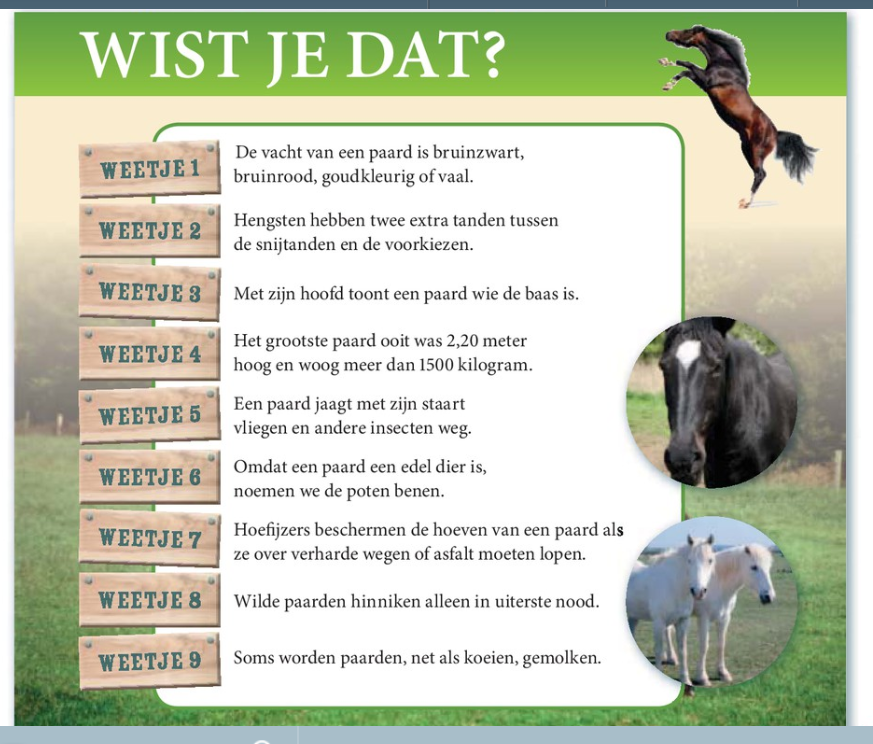 WIST JE DAT?
WEETJE 1
De vacht van een paard is bruinzwart,
bruinrood, goudkleurig of vaal.
WEETJE 2
Hengsten hebben twee extra tanden tussen
de snijtanden en de voorkiezen.
WEETJE 3
Met zijn hoofd toont een paard wie de baas is.
WEETJE 4
Het grootste paard ooit was 2,20 meter
hoog en woog meer dan 1500 kilogram.
WEETJE 5
Een paard jaagt met zijn staart
vliegen en andere insecten weg.
WEETJE 6
Omdat een paard een edel dier is,
noemen we de poten benen.
WEETJE 7
Hoefijzers beschermen de hoeven van een paard als
ze over verharde wegen of asfalt moeten lopen.
WEETJE 8
Wilde paarden hinniken alleen in uiterste nood.
WEETJE 9
Soms worden paarden, net als koeien, gemolken.